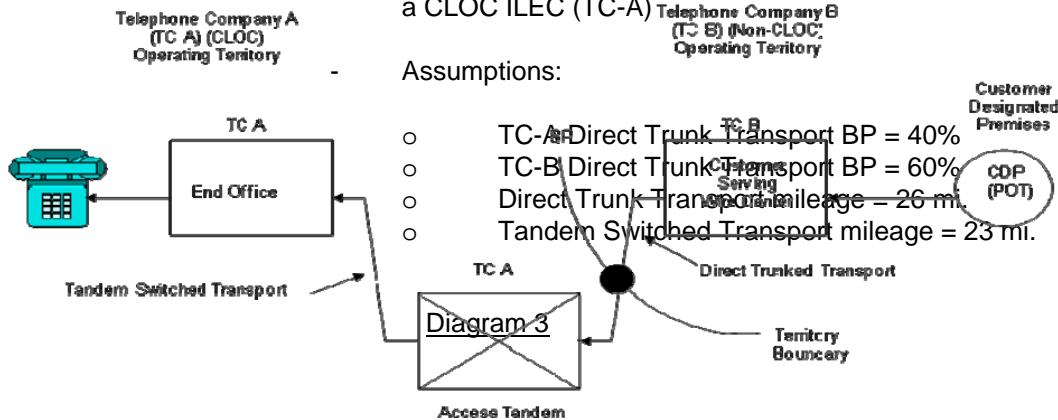 a CLOC ILEC (TC-A)
Telephone Company A
(TC A) (CLOC)
Operating Territory
Telephone Company B
(TC B) (Non-CLOC)
Operating Territory
- Assumptions:
o TC-A Direct Trunk Transport BP = 40%
o TC-B Direct Trunk Transport BP = 60%
o Direct Trunk Transport mileage = 26 mi.
o Tandem Switched Transport mileage = 23 mi.
Customer
Designated
Premises
TC A
BP
TC B
End Office
Customer
Serving
Wire Center
CDP
(POT)
Tandem Switched Transport
TC A
Direct Trunked Transport
Diagram 3
Territory
Boundary
Access Tandem